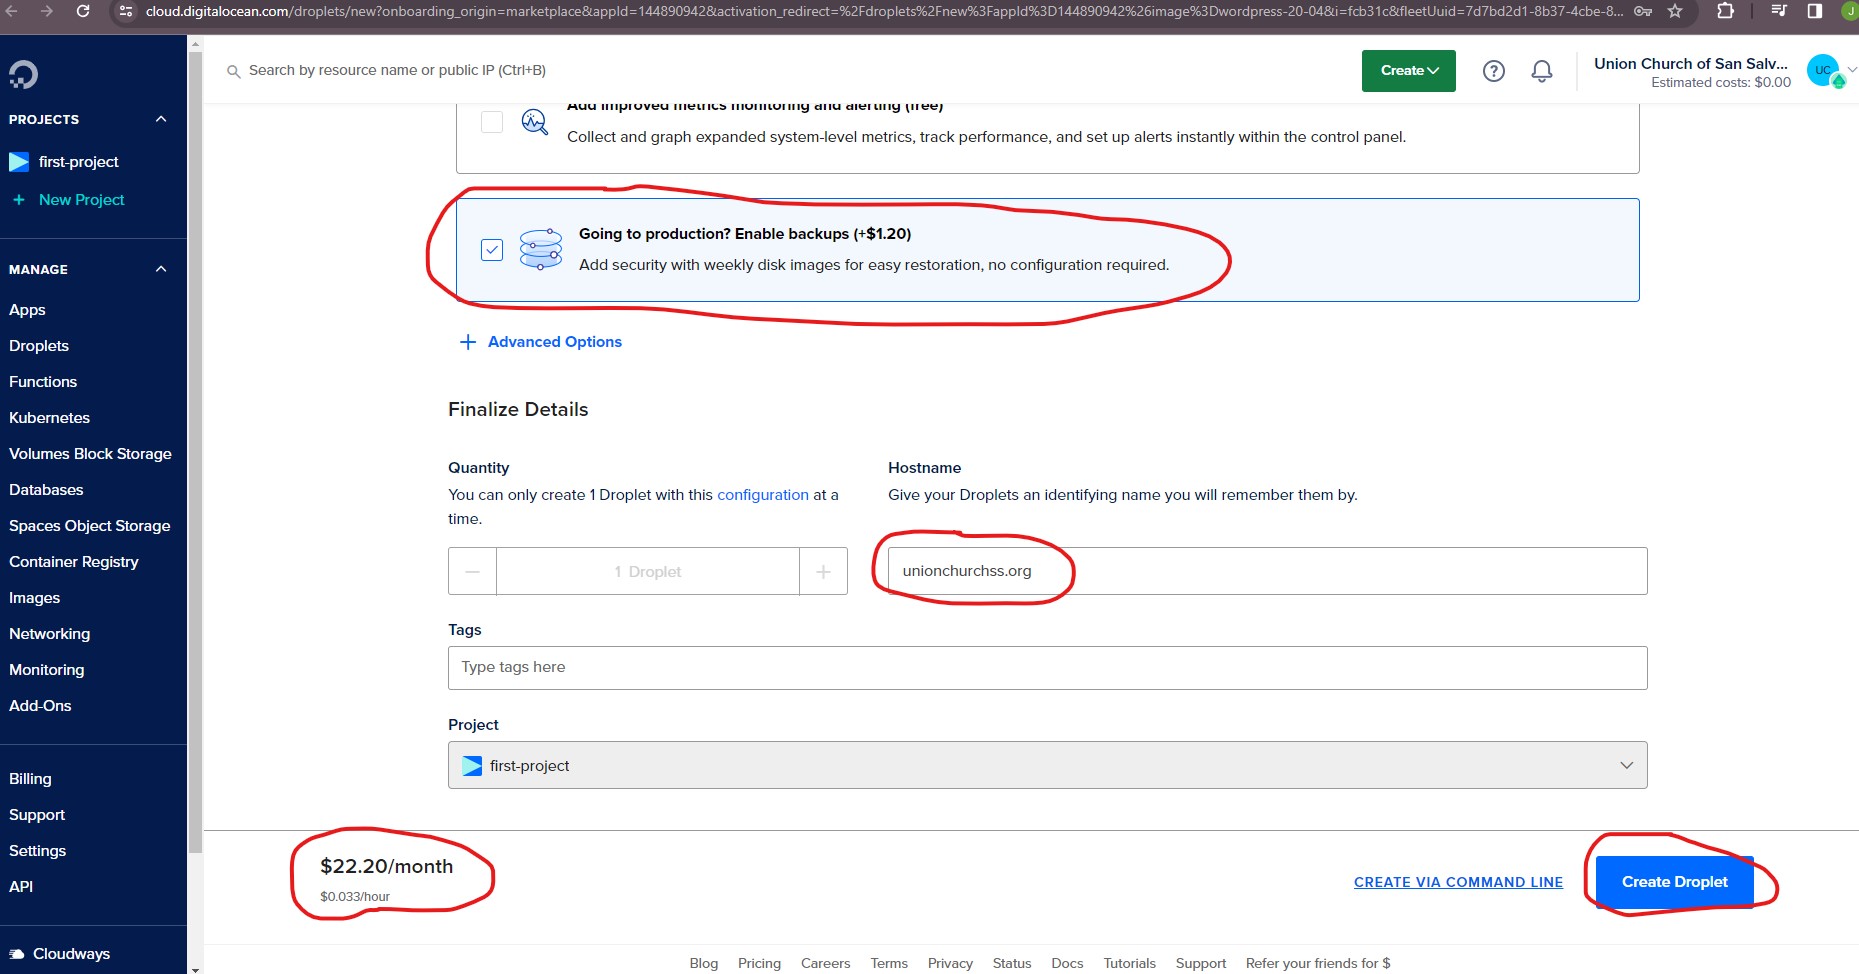 cloud.digitalocean.com/droplets/new?onboarding_origin=marketplace&appId=144890942&activation_redirect=%2Fdroplets%2Fnew%3FappId%3D144890942%26image%3Dwordpress-20-04&i=fcb31c&fleetUuid=7d7bd2d1-8b37-4cbe-8...
J
Search by resource name or public IP (Ctrl+B)
Create
Union Church of San Salv...
Estimated costs: $0.00
UC
PROJECTS
first-project
+ New Project
MANAGE
Apps
Droplets
Functions
Kubernetes
Volumes Block Storage
Databases
Spaces Object Storage
Container Registry
Images
Networking
Monitoring
Add-Ons
Billing
Support
Settings
API
Cloudways
Add improved metrics monitoring and alerting (free)
Collect and graph expanded system-level metrics, track performance, and set up alerts instantly within the control panel.
Going to production? Enable backups (+$1.20)
Add security with weekly disk images for easy restoration, no configuration required.
+ Advanced Options
Finalize Details
Quantity
You can only create 1 Droplet with this configuration at a
time.
1 Droplet
Hostname
Give your Droplets an identifying name you will remember them by.
unionchurchss.org
Tags
Type tags here
Project
first-project
$22.20/month
$0.033/hour
CREATE VIA COMMAND LINE
Create Droplet
Blog Pricing Careers Terms Privacy Status Docs Tutorials Support Refer your friends for $